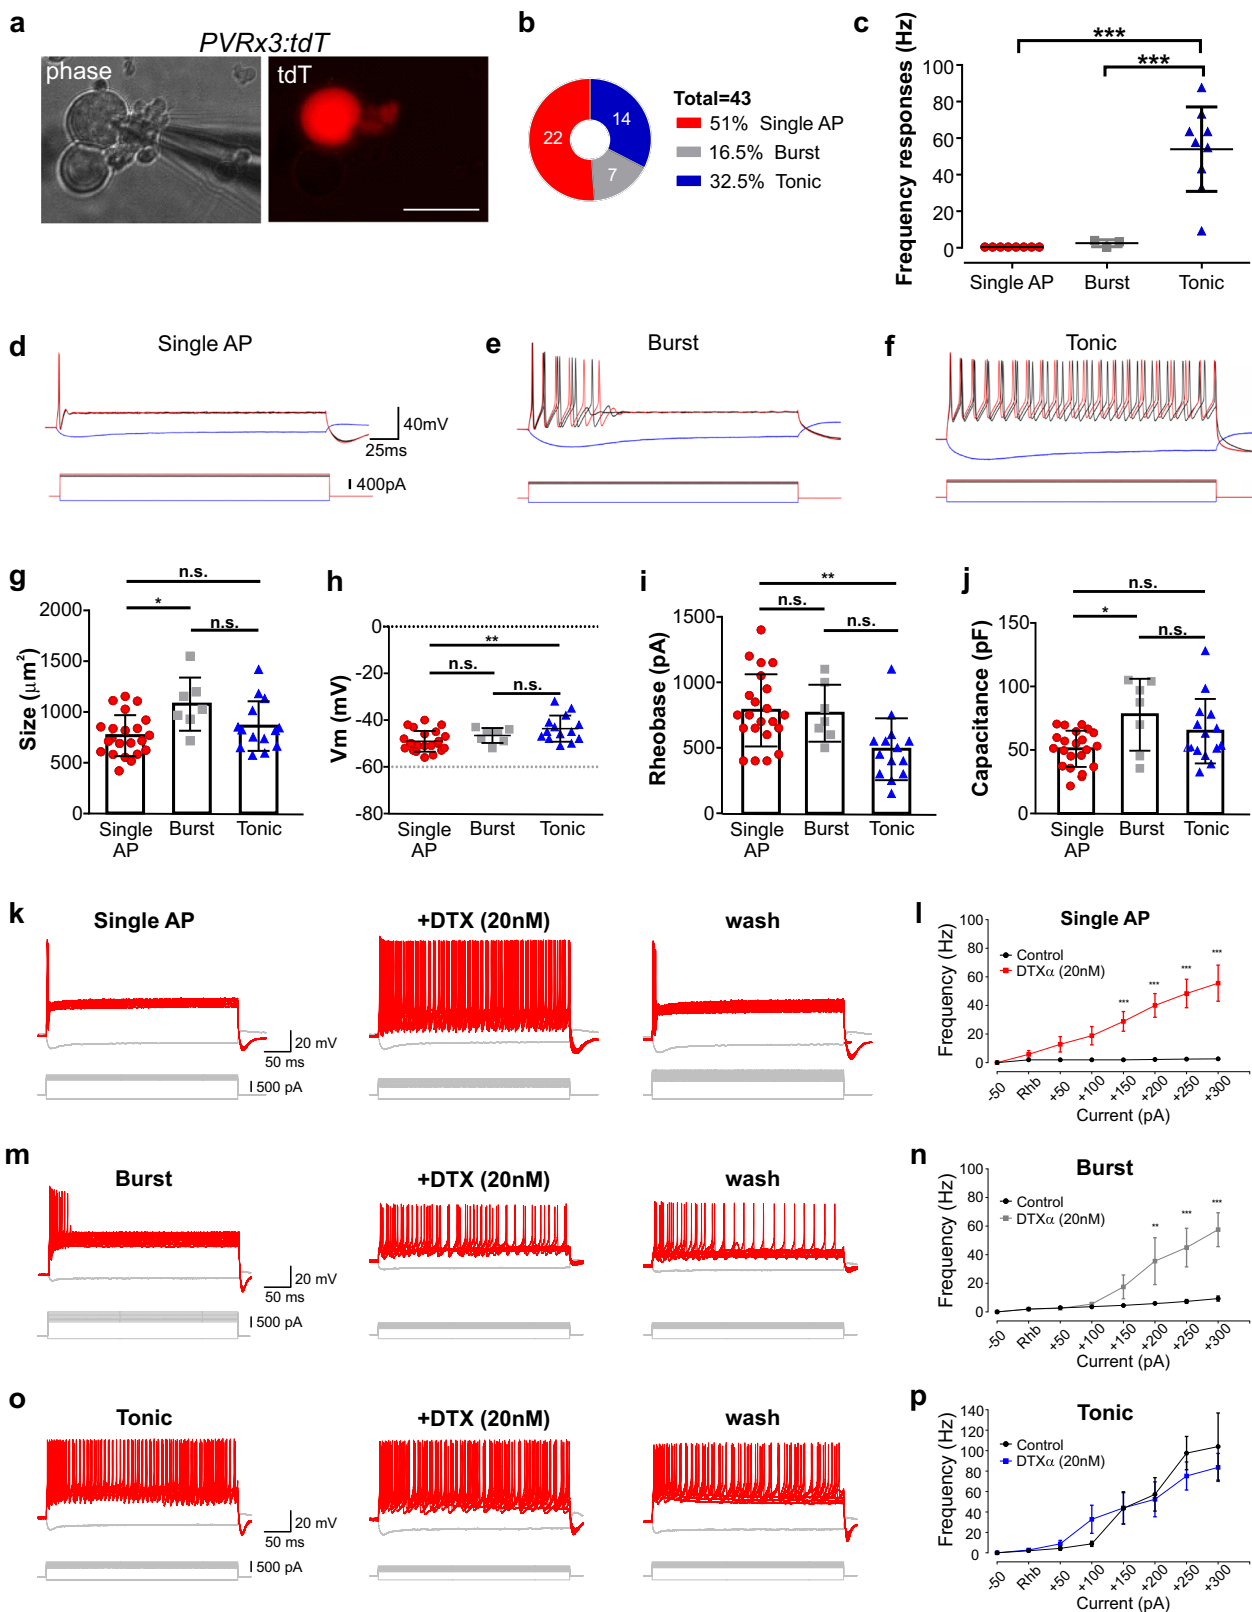 a
PVRx3:tdT
phase
tdT
b
22
14
7
Total=43
51% Single AP
16.5% Burst
32.5% Tonic
c
Frequency responses (Hz)
100
80
60
40
20
0
***
***
Single AP
Burst
Tonic
d
Single AP
40mV
25ms
400pA
e
Burst
f
Tonic
g
n.s.
*
n.s.
Size (μm²)
2000
1500
1000
500
0
Single AP
Burst
Tonic
h
**
n.s.
n.s.
Vm (mV)
0
-20
-40
-60
-80
Single AP
Burst
Tonic
i
**
n.s.
n.s.
Rheobase (pA)
1500
1000
500
0
Single AP
Burst
Tonic
j
n.s.
*
n.s.
Capacitance (pF)
150
100
50
0
Single AP
Burst
Tonic
k
Single AP
+DTX (20nM)
wash
20 mV
50 ms
500 pA
l
Single AP
Frequency (Hz)
100
80
60
40
20
0
Control
DTXα (20nM)
***
***
***
***
-50
Rhb
+50
+100
+150
+200
+250
+300
Current (pA)
m
Burst
+DTX (20nM)
wash
20 mV
50 ms
500 pA
n
Burst
Frequency (Hz)
100
80
60
40
20
0
Control
DTXα (20nM)
**
***
***
-50
Rhb
+50
+100
+150
+200
+250
+300
Current (pA)
o
Tonic
+DTX (20nM)
wash
20 mV
50 ms
500 pA
p
Tonic
Frequency (Hz)
140
120
100
80
60
40
20
0
Control
DTXα (20nM)
-50
Rhb
+50
+100
+150
+200
+250
+300
Current (pA)